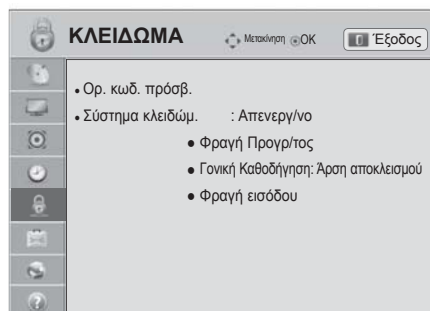 ΚΛΕΙΔΩΜΑ Μετακίνηση OK Έξοδος
• Ορ. κωδ. πρόσβ.
• Σύστημα κλειδώμ. : Απενεργ/νο
● Φραγή Προγρ/τος
● Γονική Καθοδήγηση: Άρση αποκλεισμού
● Φραγή εισόδου